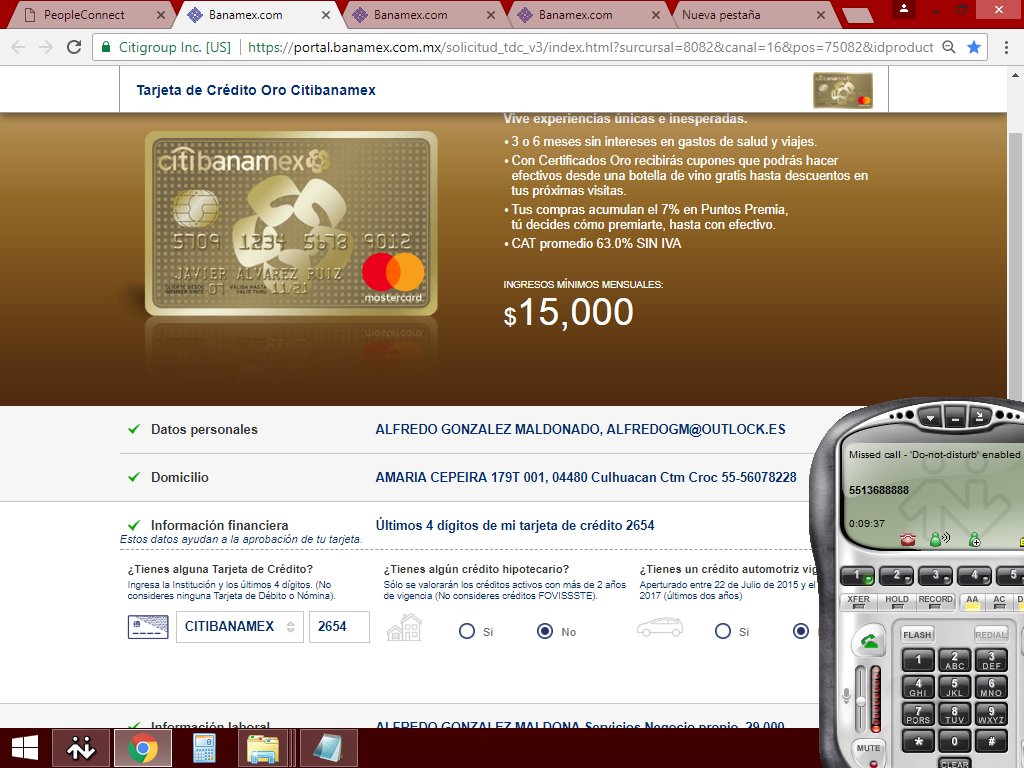 PeopleConnect
Banamex.com
Banamex.com
Banamex.com
Nueva pestaña
Citigroup Inc. [US]
https://portal.banamex.com.mx/solicitud_tdc_v3/index.html?surcursal=8082&canal=16&pos=75082&idproduct
Tarjeta de Crédito Oro Citibanamex
Vive experiencias únicas e inesperadas.
• 3 o 6 meses sin intereses en gastos de salud y viajes.
• Con Certificados Oro recibirás cupones que podrás hacer
efectivos desde una botella de vino gratis hasta descuentos en
tus próximas visitas.
• Tus compras acumulan el 7% en Puntos Premia,
tú decides cómo premiarte, hasta con efectivo.
• CAT promedio 63.0% SIN IVA
INGRESOS MÍNIMOS MENSUALES:
$15,000
citibanamex
5709 1234 5678 9012
JAVIER ALVAREZ RUIZ
07 11/21
mastercard
Datos personales
ALFREDO GONZALEZ MALDONADO, ALFREDOGM@OUTLOCK.ES
Domicilio
AMARIA CEPEIRA 179T 001, 04480 Culhuacan Ctm Croc 55-56078228
Información financiera
Últimos 4 dígitos de mi tarjeta de crédito 2654
Estos datos ayudan a la aprobación de tu tarjeta.
¿Tienes alguna Tarjeta de Crédito?
Ingresa la Institución y los últimos 4 dígitos. (No
consideres ninguna Tarjeta de Débito o Nómina).
CITIBANAMEX
2654
¿Tienes algún crédito hipotecario?
Sólo se valorarán los créditos activos con más de 2 años
de vigencia (No consideres créditos FOVISSSTE).
Si
No
¿Tienes un crédito automotriz vig
Aperturado entre 22 de Julio de 2015 y el
2017 (últimos dos años)
Si
Información laboral
ALFREDO GONZALEZ MALDONA Servicios Negocio propio, 29,000
Missed call - 'Do-not-disturb' enabled
5513688888
0:09:37
1 2 3 4 5
XFER HOLD RECORD AA AC D
FLASH
REDIAL
1
2 ABC
3 DEF
4 GHI
5 JKL
6 MNO
7 PQRS
8 TUV
9 WXYZ
* 0 #
MUTE
CLEAR